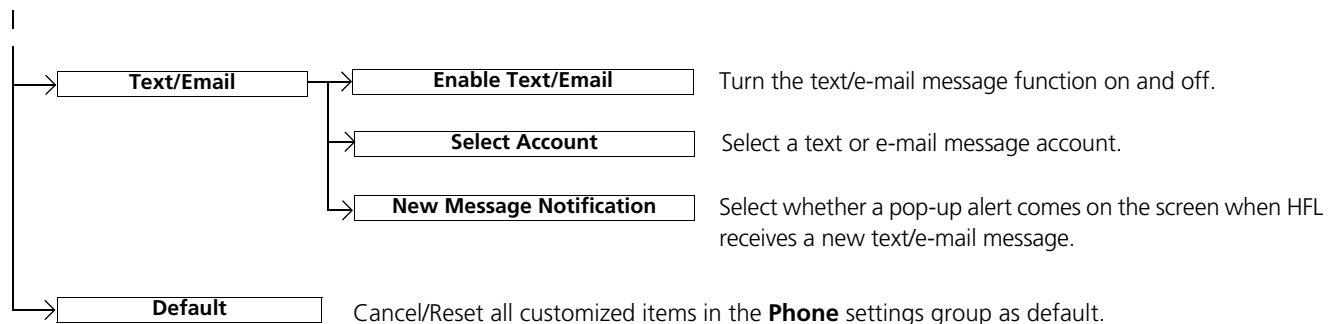 Text/Email
Enable Text/Email
Turn the text/e-mail message function on and off.
Select Account
Select a text or e-mail message account.
New Message Notification
Select whether a pop-up alert comes on the screen when HFL
receives a new text/e-mail message.
Default
Cancel/Reset all customized items in the Phone settings group as default.